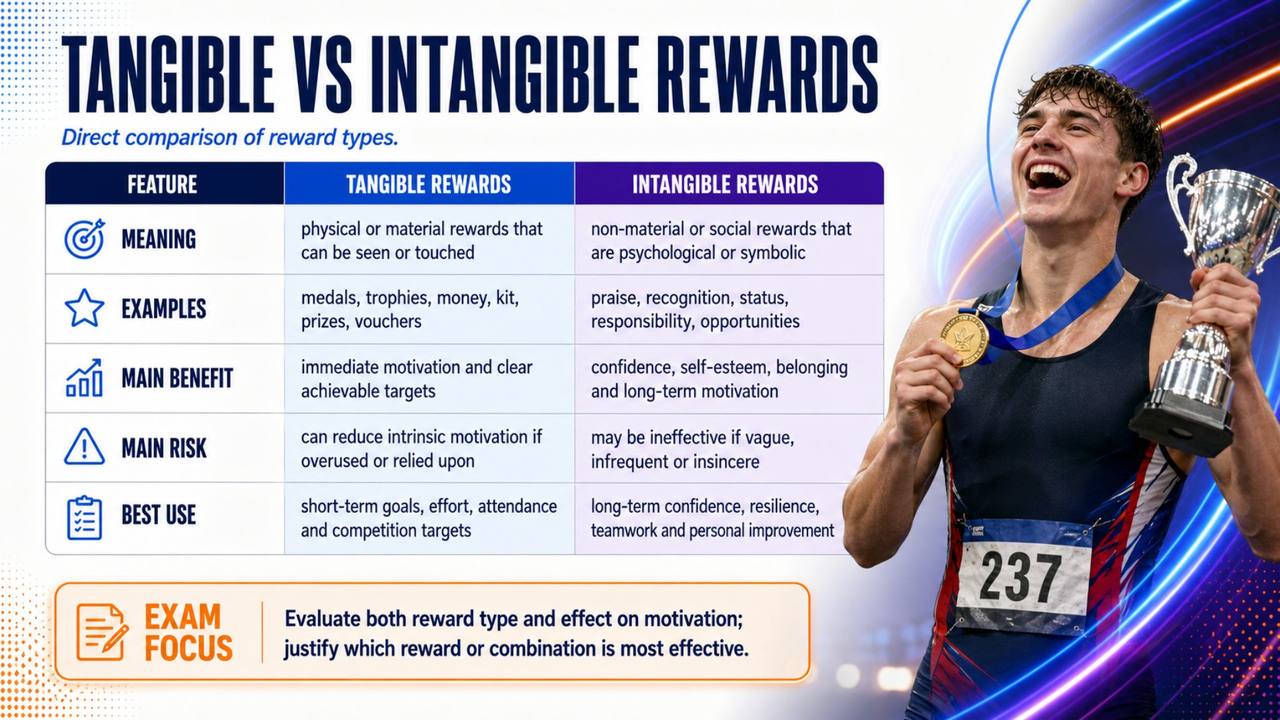 TANGIBLE VS INTANGIBLE REWARDS
Direct comparison of reward types.
FEATURE
TANGIBLE REWARDS
INTANGIBLE REWARDS
MEANING
physical or material rewards that
can be seen or touched
non-material or social rewards that
are psychological or symbolic
EXAMPLES
medals, trophies, money, kit,
prizes, vouchers
praise, recognition, status,
responsibility, opportunities
MAIN BENEFIT
immediate motivation and clear
achievable targets
confidence, self-esteem, belonging
and long-term motivation
MAIN RISK
can reduce intrinsic motivation if
overused or relied upon
may be ineffective if vague,
infrequent or insincere
BEST USE
short-term goals, effort, attendance
and competition targets
long-term confidence, resilience,
teamwork and personal improvement
EXAM
FOCUS
Evaluate both reward type and effect on motivation;
justify which reward or combination is most effective.
237